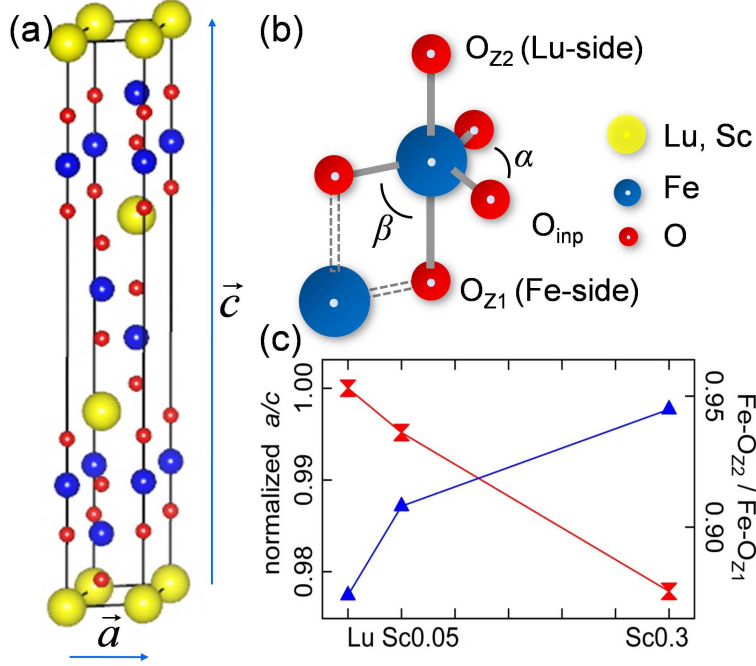 (a)
c
a
(b)
O_Z2 (Lu-side)
α
β
O_inp
O_Z1 (Fe-side)
Lu, Sc
Fe
O
(c)
normalized a/c
1.00
0.99
0.98
0.95
0.90
Fe-O_Z2 / Fe-O_Z1
Lu Sc0.05 Sc0.3